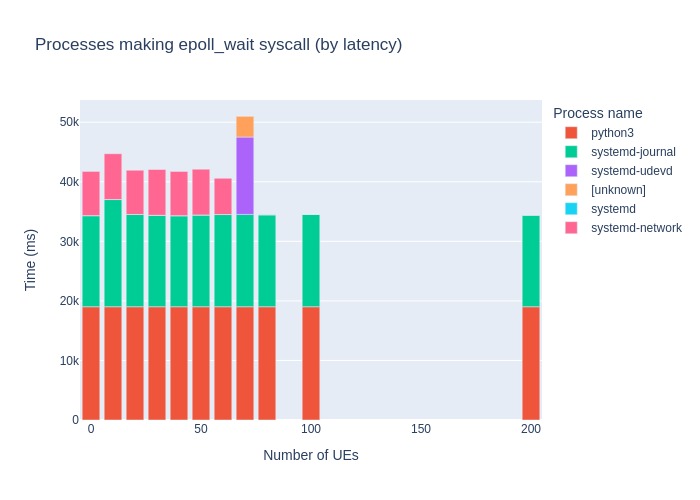 Processes making epoll_wait syscall (by latency)
Process name
python3
systemd-journal
systemd-udevd
[unknown]
systemd
systemd-network
Time (ms)
50k
40k
30k
20k
10k
0
0
50
100
150
200
Number of UEs